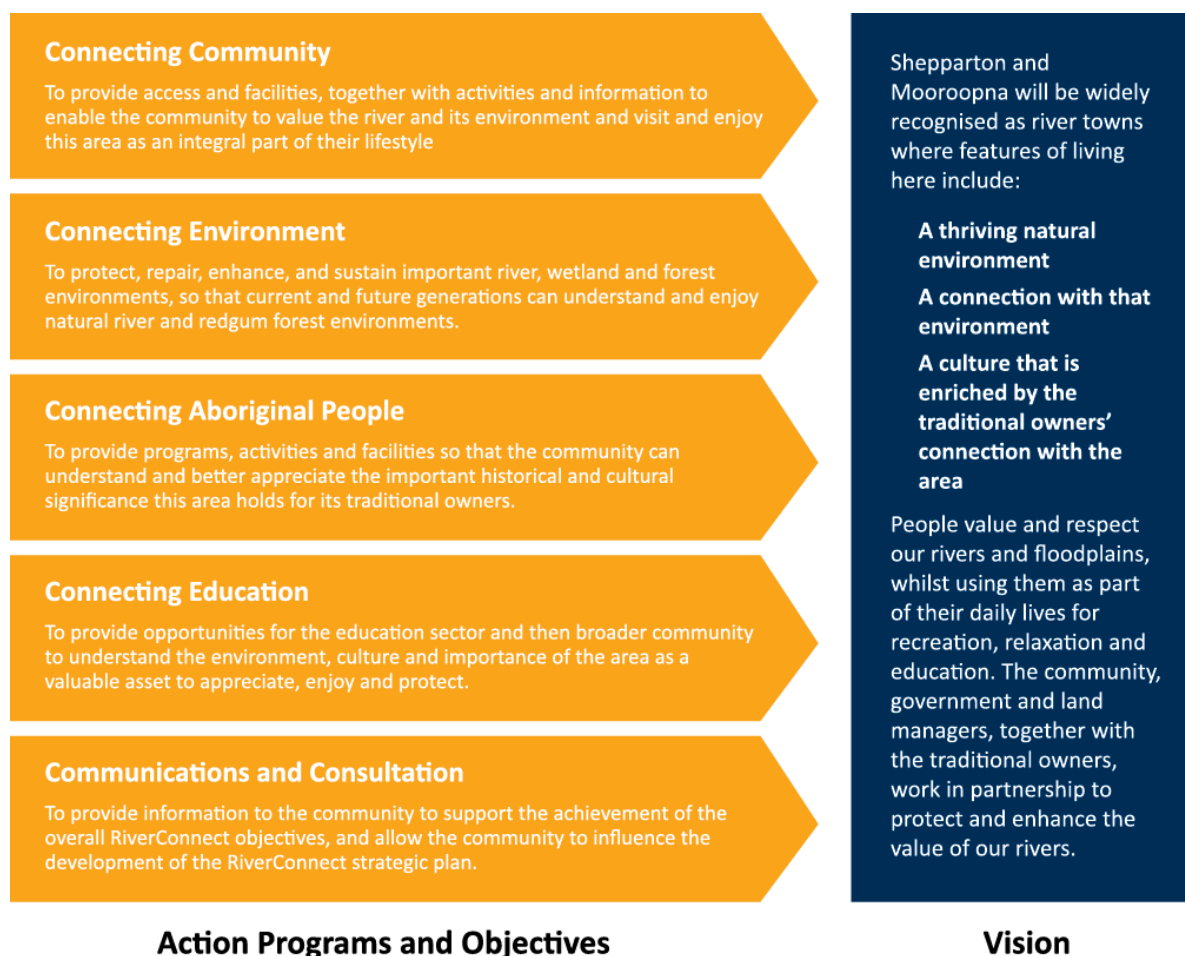 Connecting Community
To provide access and facilities, together with activities and information to
enable the community to value the river and its environment and visit and enjoy
this area as an integral part of their lifestyle
Connecting Environment
To protect, repair, enhance, and sustain important river, wetland and forest
environments, so that current and future generations can understand and enjoy
natural river and redgum forest environments.
Connecting Aboriginal People
To provide programs, activities and facilities so that the community can
understand and better appreciate the important historical and cultural
significance this area holds for its traditional owners.
Connecting Education
To provide opportunities for the education sector and then broader community
to understand the environment, culture and importance of the area as a
valuable asset to appreciate, enjoy and protect.
Communications and Consultation
To provide information to the community to support the achievement of the
overall RiverConnect objectives, and allow the community to influence the
development of the RiverConnect strategic plan.
Action Programs and Objectives
Shepparton and
Mooroopna will be widely
recognised as river towns
where features of living
here include:
A thriving natural
environment
A connection with that
environment
A culture that is
enriched by the
traditional owners'
connection with the
area
People value and respect
our rivers and floodplains,
whilst using them as part
of their daily lives for
recreation, relaxation and
education. The community,
government and land
managers, together with
the traditional owners,
work in partnership to
protect and enhance the
value of our rivers.
Vision